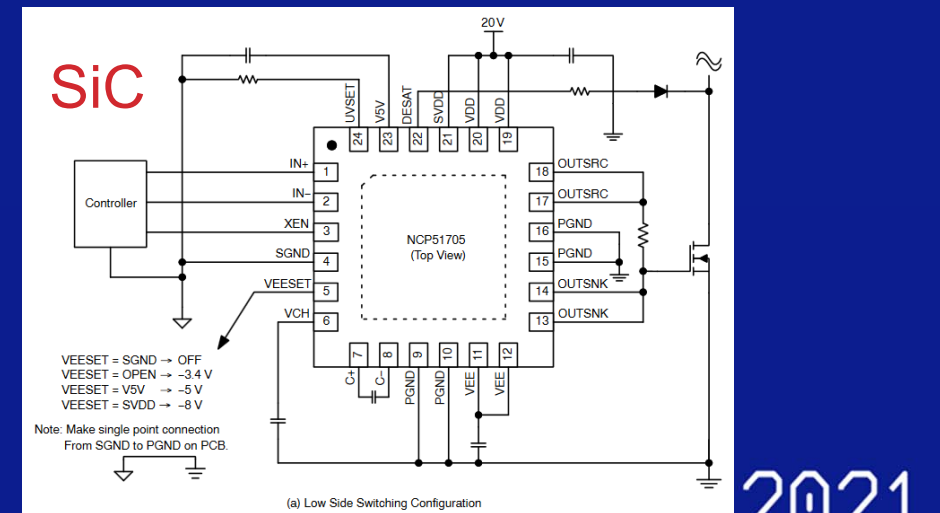 20V
SiC
UVSET
V5V
DESAT
SVDD
VDD
VDD
24
23
22
21
20
19
Controller
IN+
1
IN−
2
XEN
3
SGND
4
VEESET
5
VCH
6
NCP51705
(Top View)
18 OUTSRC
17 OUTSRC
16 PGND
15 PGND
14 OUTSNK
13 OUTSNK
7
8
9
10
11
12
C+
C−
PGND
PGND
VEE
VEE
VEESET = SGND → OFF
VEESET = OPEN → −3.4 V
VEESET = V5V → −5 V
VEESET = SVDD → −8 V
Note: Make single point connection
From SGND to PGND on PCB.
(a) Low Side Switching Configuration
2021